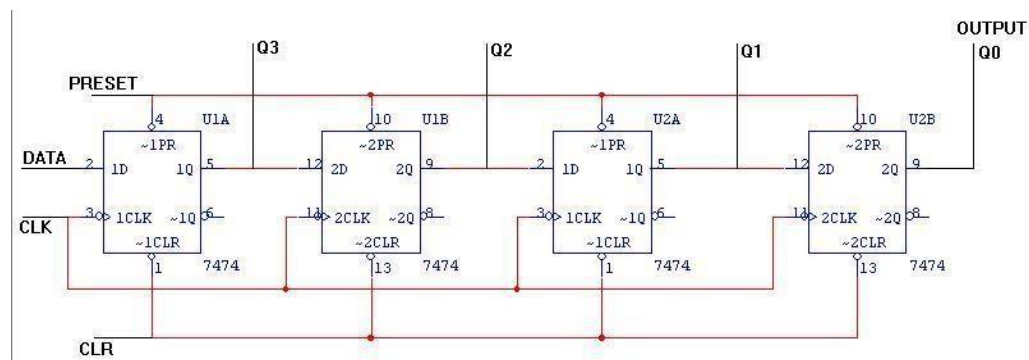 OUTPUT
Q3 Q2 Q1 Q0
PRESET
4 U1A 10 U1B 4 U2A 10 U2B
~1PR ~2PR ~1PR ~2PR
DATA 2 1D 1Q 5 12 2D 2Q 9 2 1D 1Q 5 12 2D 2Q 9
CLK 3 1CLK ~1Q 6 11 2CLK ~2Q 8 3 1CLK ~1Q 6 11 2CLK ~2Q 8
~1CLR ~2CLR ~1CLR ~2CLR
1 7474 13 7474 1 7474 13 7474
CLR